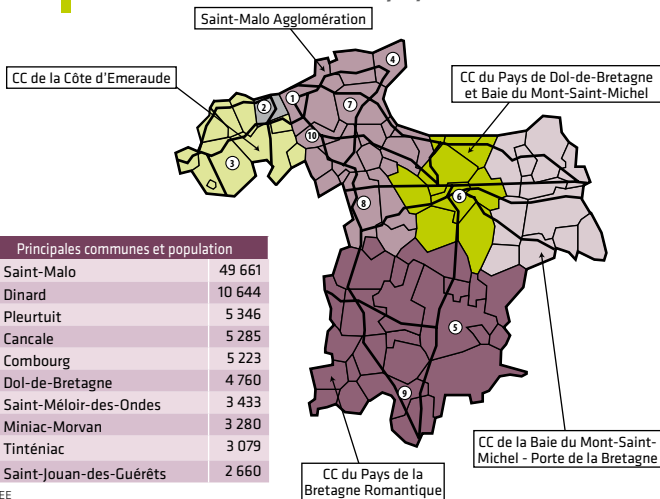 Saint-Malo Agglomération
CC de la Côte d'Emeraude
CC du Pays de Dol-de-Bretagne
et Baie du Mont-Saint-Michel
4
2
1
7
10
3
6
8
5
9
Principales communes et population
Saint-Malo 49 661
Dinard 10 644
Pleurtuit 5 346
Cancale 5 285
Combourg 5 223
Dol-de-Bretagne 4 760
Saint-Méloir-des-Ondes 3 433
Miniac-Morvan 3 280
Tinténiac 3 079
Saint-Jouan-des-Guérêts 2 660
CC de la Baie du Mont-Saint-
Michel - Porte de la Bretagne
CC du Pays de la
Bretagne Romantique
EE